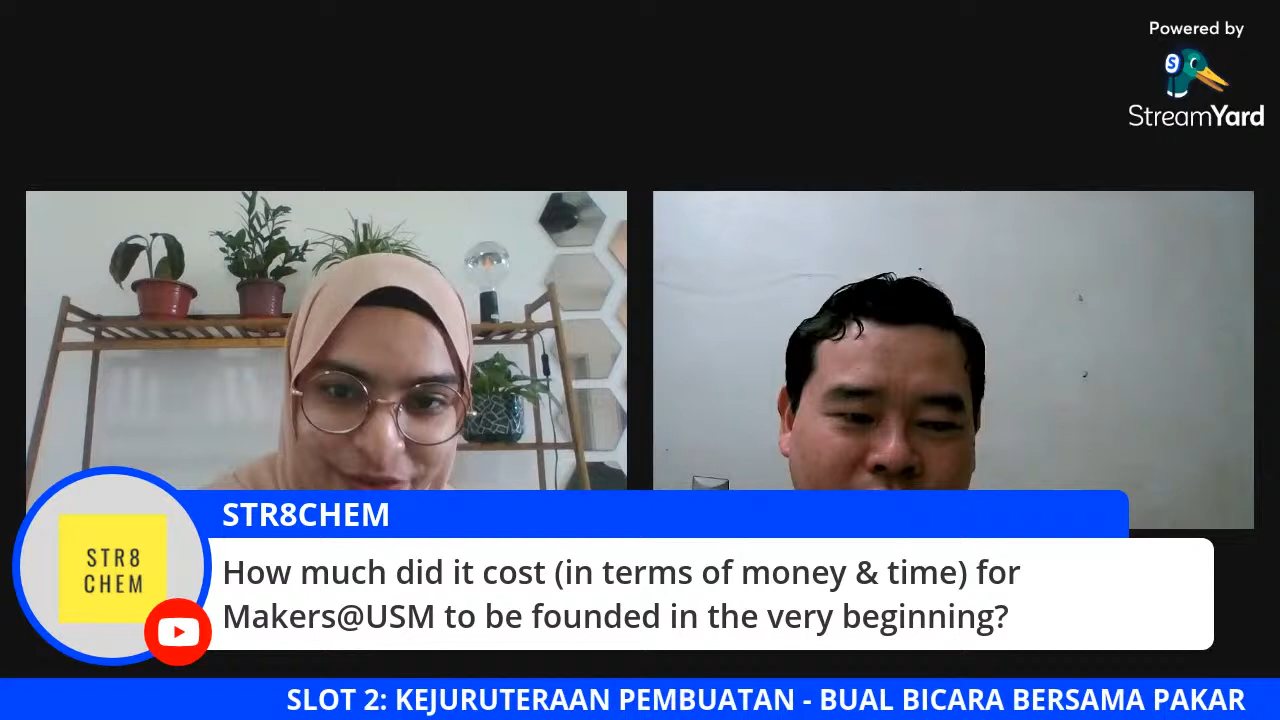 Powered by
StreamYard
STR8CHEM
STR8
CHEM
How much did it cost (in terms of money & time) for
Makers@USM to be founded in the very beginning?
SLOT 2: KEJURUTERAAN PEMBUATAN - BUAL BICARA BERSAMA PAKAR